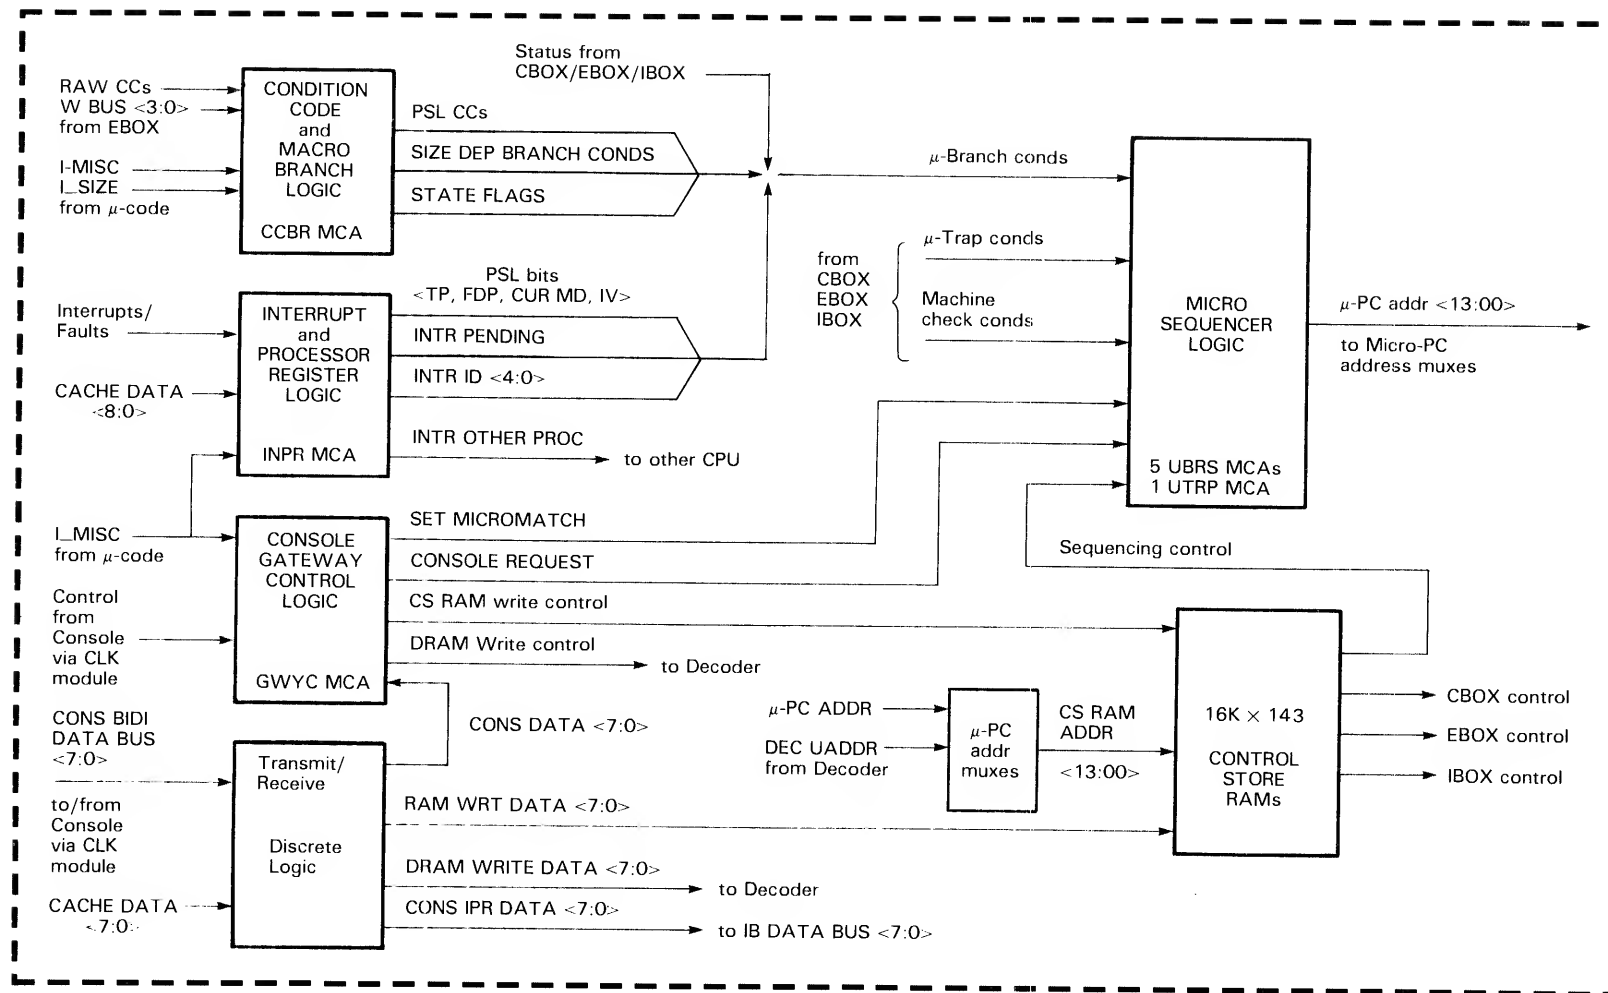 Status from
CBOX/EBOX/IBOX
RAW CCs
W BUS <3:0>
from EBOX
I-MISC
I_SIZE
from μ-code
CONDITION
CODE
and
MACRO
BRANCH
LOGIC
CCBR MCA
PSL CCs
SIZE DEP BRANCH CONDS
STATE FLAGS
μ-Branch conds
μ-Trap conds
from
CBOX
EBOX
IBOX
Machine
check conds
MICRO
SEQUENCER
LOGIC
5 UBRS MCAs
1 UTRP MCA
μ-PC addr <13:00>
to Micro-PC
address muxes
Interrupts/
Faults
CACHE DATA
<8:0>
INTERRUPT
and
PROCESSOR
REGISTER
LOGIC
INPR MCA
PSL bits
<TP, FDP, CUR MD, IV>
INTR PENDING
INTR ID <4:0>
INTR OTHER PROC
to other CPU
I_MISC
from μ-code
Control
from
Console
via CLK
module
CONSOLE
GATEWAY
CONTROL
LOGIC
GWYC MCA
SET MICROMATCH
CONSOLE REQUEST
CS RAM write control
DRAM Write control
to Decoder
Sequencing control
CONS BIDI
DATA BUS
<7:0>
to/from
Console
via CLK
module
CACHE DATA
<7:0>
Transmit/
Receive
Discrete
Logic
CONS DATA <7:0>
RAM WRT DATA <7:0>
DRAM WRITE DATA <7:0>
to Decoder
CONS IPR DATA <7:0>
to IB DATA BUS <7:0>
μ-PC ADDR
DEC UADDR
from Decoder
μ-PC
addr
muxes
CS RAM
ADDR
<13:00>
16K × 143
CONTROL
STORE
RAMs
CBOX control
EBOX control
IBOX control